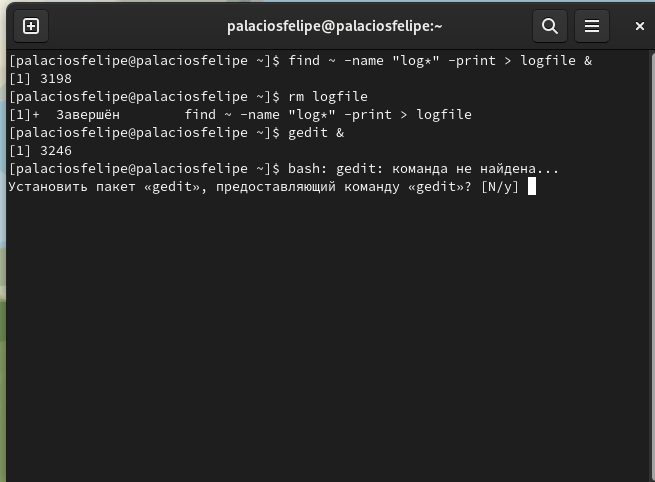 palaciosfelipe@palaciosfelipe:~
[palaciosfelipe@palaciosfelipe ~]$ find ~ -name "log*" -print > logfile &
[1] 3198
[palaciosfelipe@palaciosfelipe ~]$ rm logfile
[1]+  Завершён        find ~ -name "log*" -print > logfile
[palaciosfelipe@palaciosfelipe ~]$ gedit &
[1] 3246
[palaciosfelipe@palaciosfelipe ~]$ bash: gedit: команда не найдена...
Установить пакет «gedit», предоставляющий команду «gedit»? [N/y]